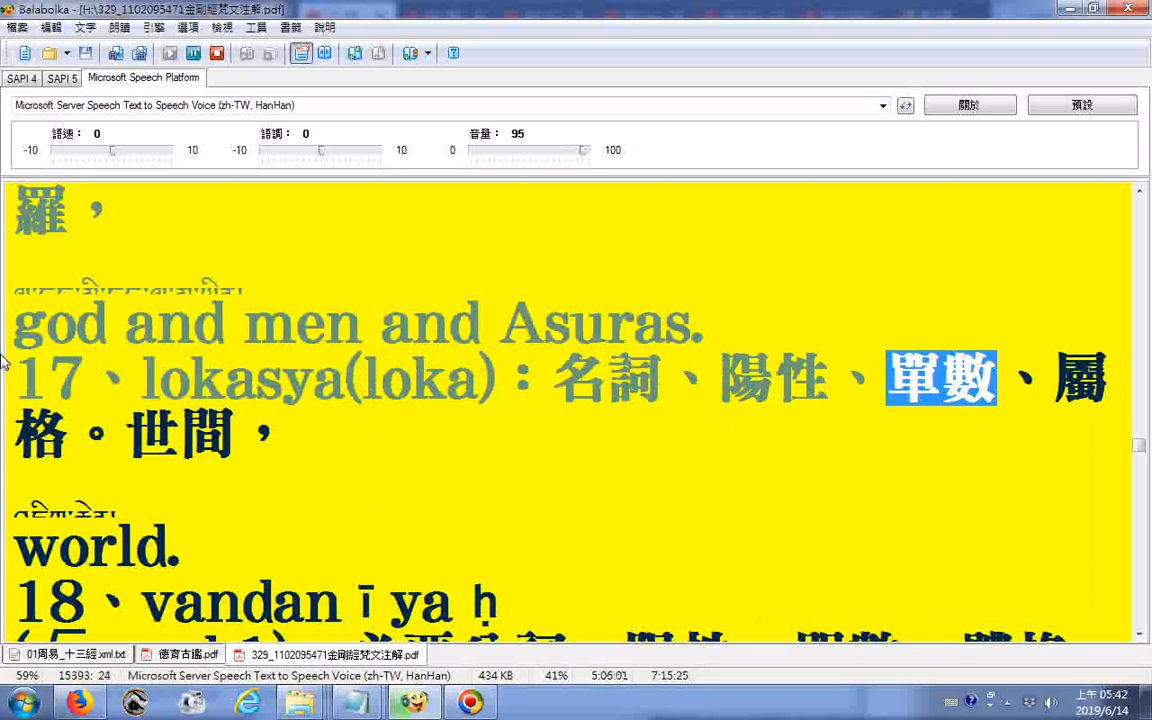 Balabolka - [H:\329_1102095471金剛經梵文注解.pdf]
檔案 編輯 文字 朗讀 引擎 選項 檢視 工具 書籤 說明
SAPI 4 SAPI 5 Microsoft Speech Platform
Microsoft Server Speech Text to Speech Voice (zh-TW, HanHan) 關於 預設
語速： 0 語調： 0 音量： 95
-10 10 -10 10 0 100
羅，
god and men and Asuras.
17、lokasya(loka)：名詞、陽性、單數、屬
格。世間，
world.
18、vandan ī ya ḥ
01周易_十三經.xml.txt 德育古鑑.pdf 329_1102095471金剛經梵文注解.pdf
59% 15393: 24 Microsoft Server Speech Text to Speech Voice (zh-TW, HanHan) 434 KB 41% 5:06:01 7:15:25
上午 05:42
2019/6/14